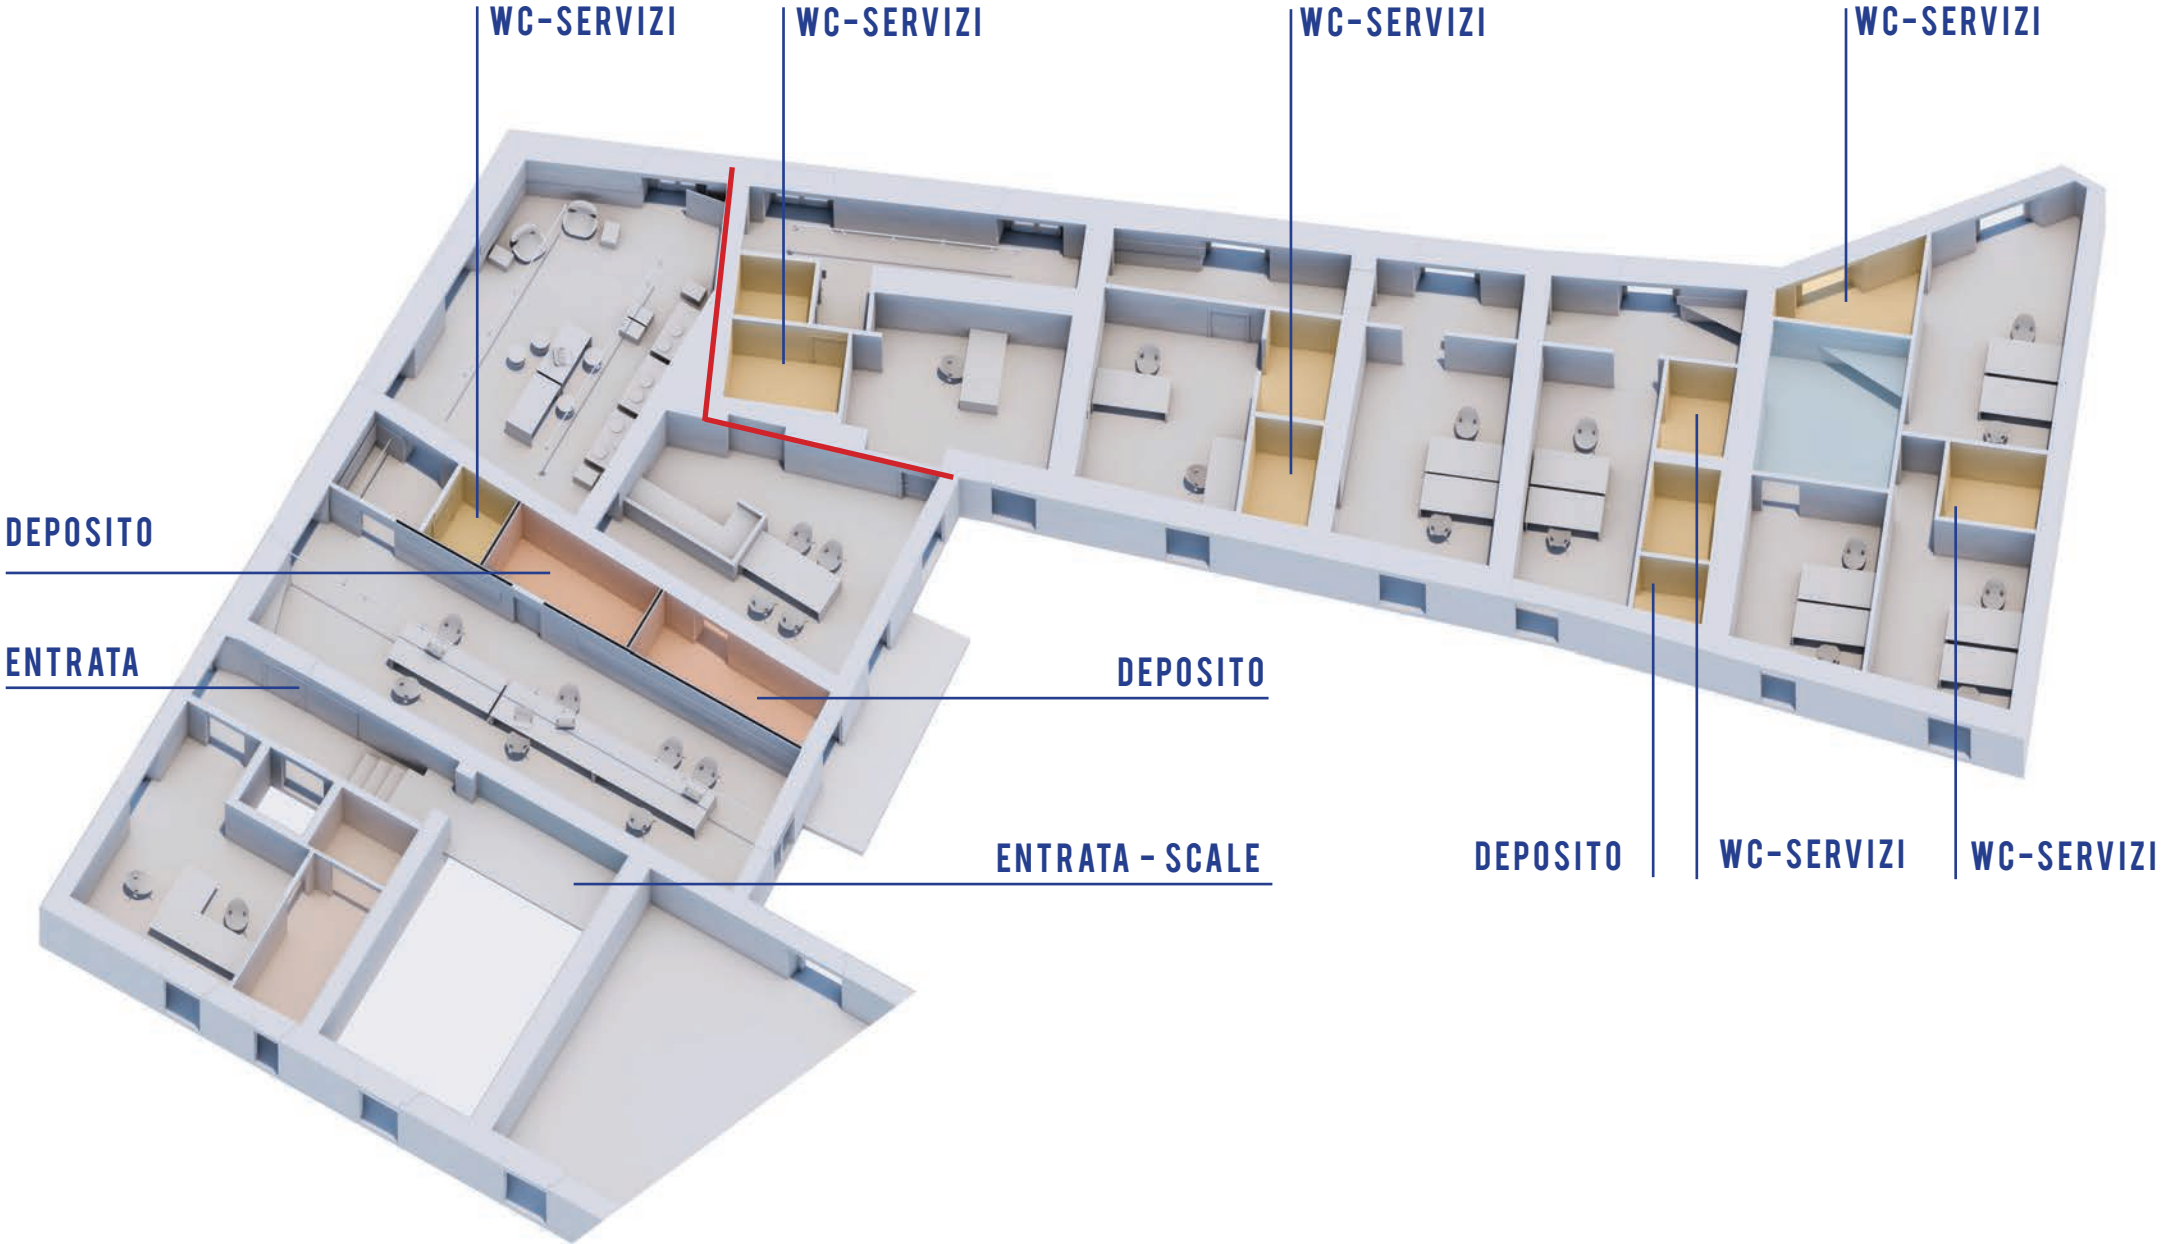 WC-SERVIZI
WC-SERVIZI
WC-SERVIZI
WC-SERVIZI
DEPOSITO
ENTRATA
DEPOSITO
ENTRATA - SCALE
DEPOSITO
WC-SERVIZI
WC-SERVIZI